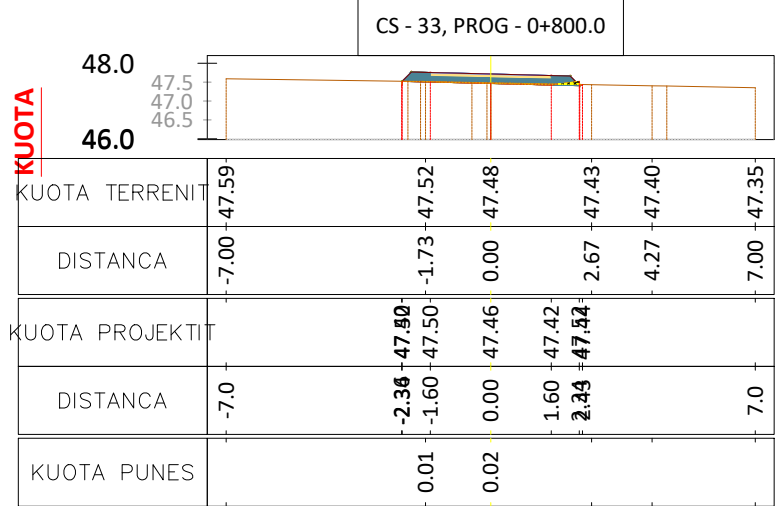 CS - 33, PROG - 0+800.0
KUOTA
48.0
47.5
47.0
46.5
46.0
KUOTA TERRENIT 47.59 47.52 47.48 47.43 47.40 47.35
DISTANCA -7.00 -1.73 0.00 2.67 4.27 7.00
KUOTA PROJEKTIT 47.50 47.46 47.42
DISTANCA -7.0 -1.60 0.00 1.60 7.0
KUOTA PUNES 0.01 0.02